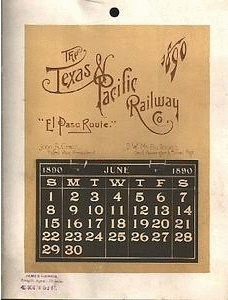 The
Texas &
Pacific
Railway
Co.
1890
"El Paso Route."
1890 JUNE 1890
S M T W T F S
1 2 3 4 5 6 7
8 9 10 11 12 13 14
15 16 17 18 19 20 21
22 23 24 25 26 27 28
29 30